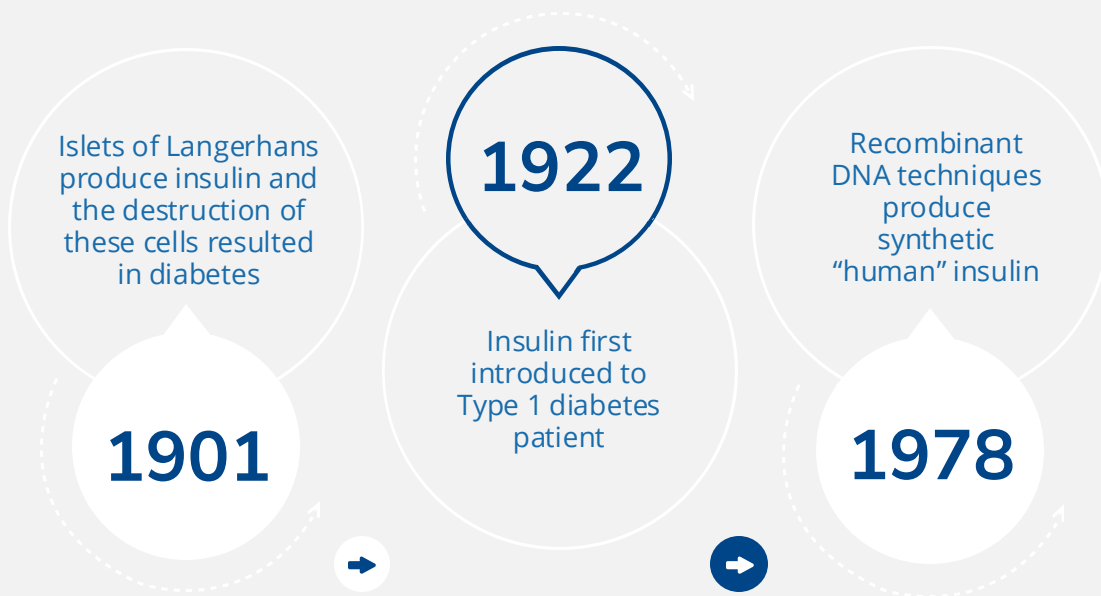 Islets of Langerhans
produce insulin and
the destruction of
these cells resulted
in diabetes
1901
1922
Insulin first
introduced to
Type 1 diabetes
patient
Recombinant
DNA techniques
produce
synthetic
“human” insulin
1978